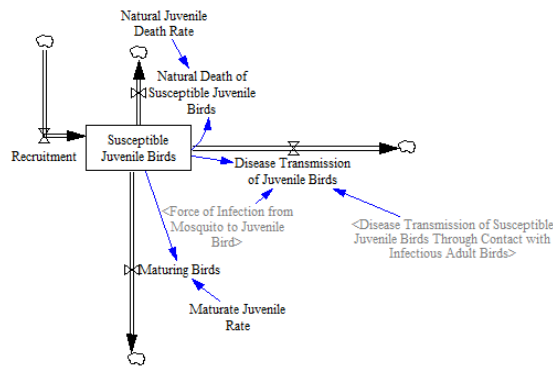 Natural Juvenile
Death Rate
Natural Death of
Susceptible Juvenile
Birds
Susceptible
Juvenile Birds
Recruitment
Disease Transmission
of Juvenile Birds
<Force of Infection from
Mosquito to Juvenile
Bird>
<Disease Transmission of Susceptible
Juvenile Birds Through Contact with
Infectious Adult Birds>
Maturing Birds
Maturate Juvenile
Rate